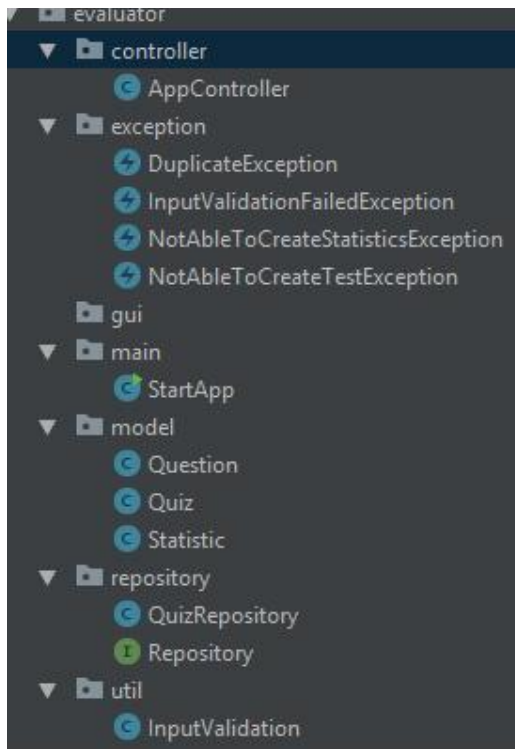 evaluator
controller
AppController
exception
DuplicateException
InputValidationFailedException
NotAbleToCreateStatisticsException
NotAbleToCreateTestException
gui
main
StartApp
model
Question
Quiz
Statistic
repository
QuizRepository
Repository
util
InputValidation